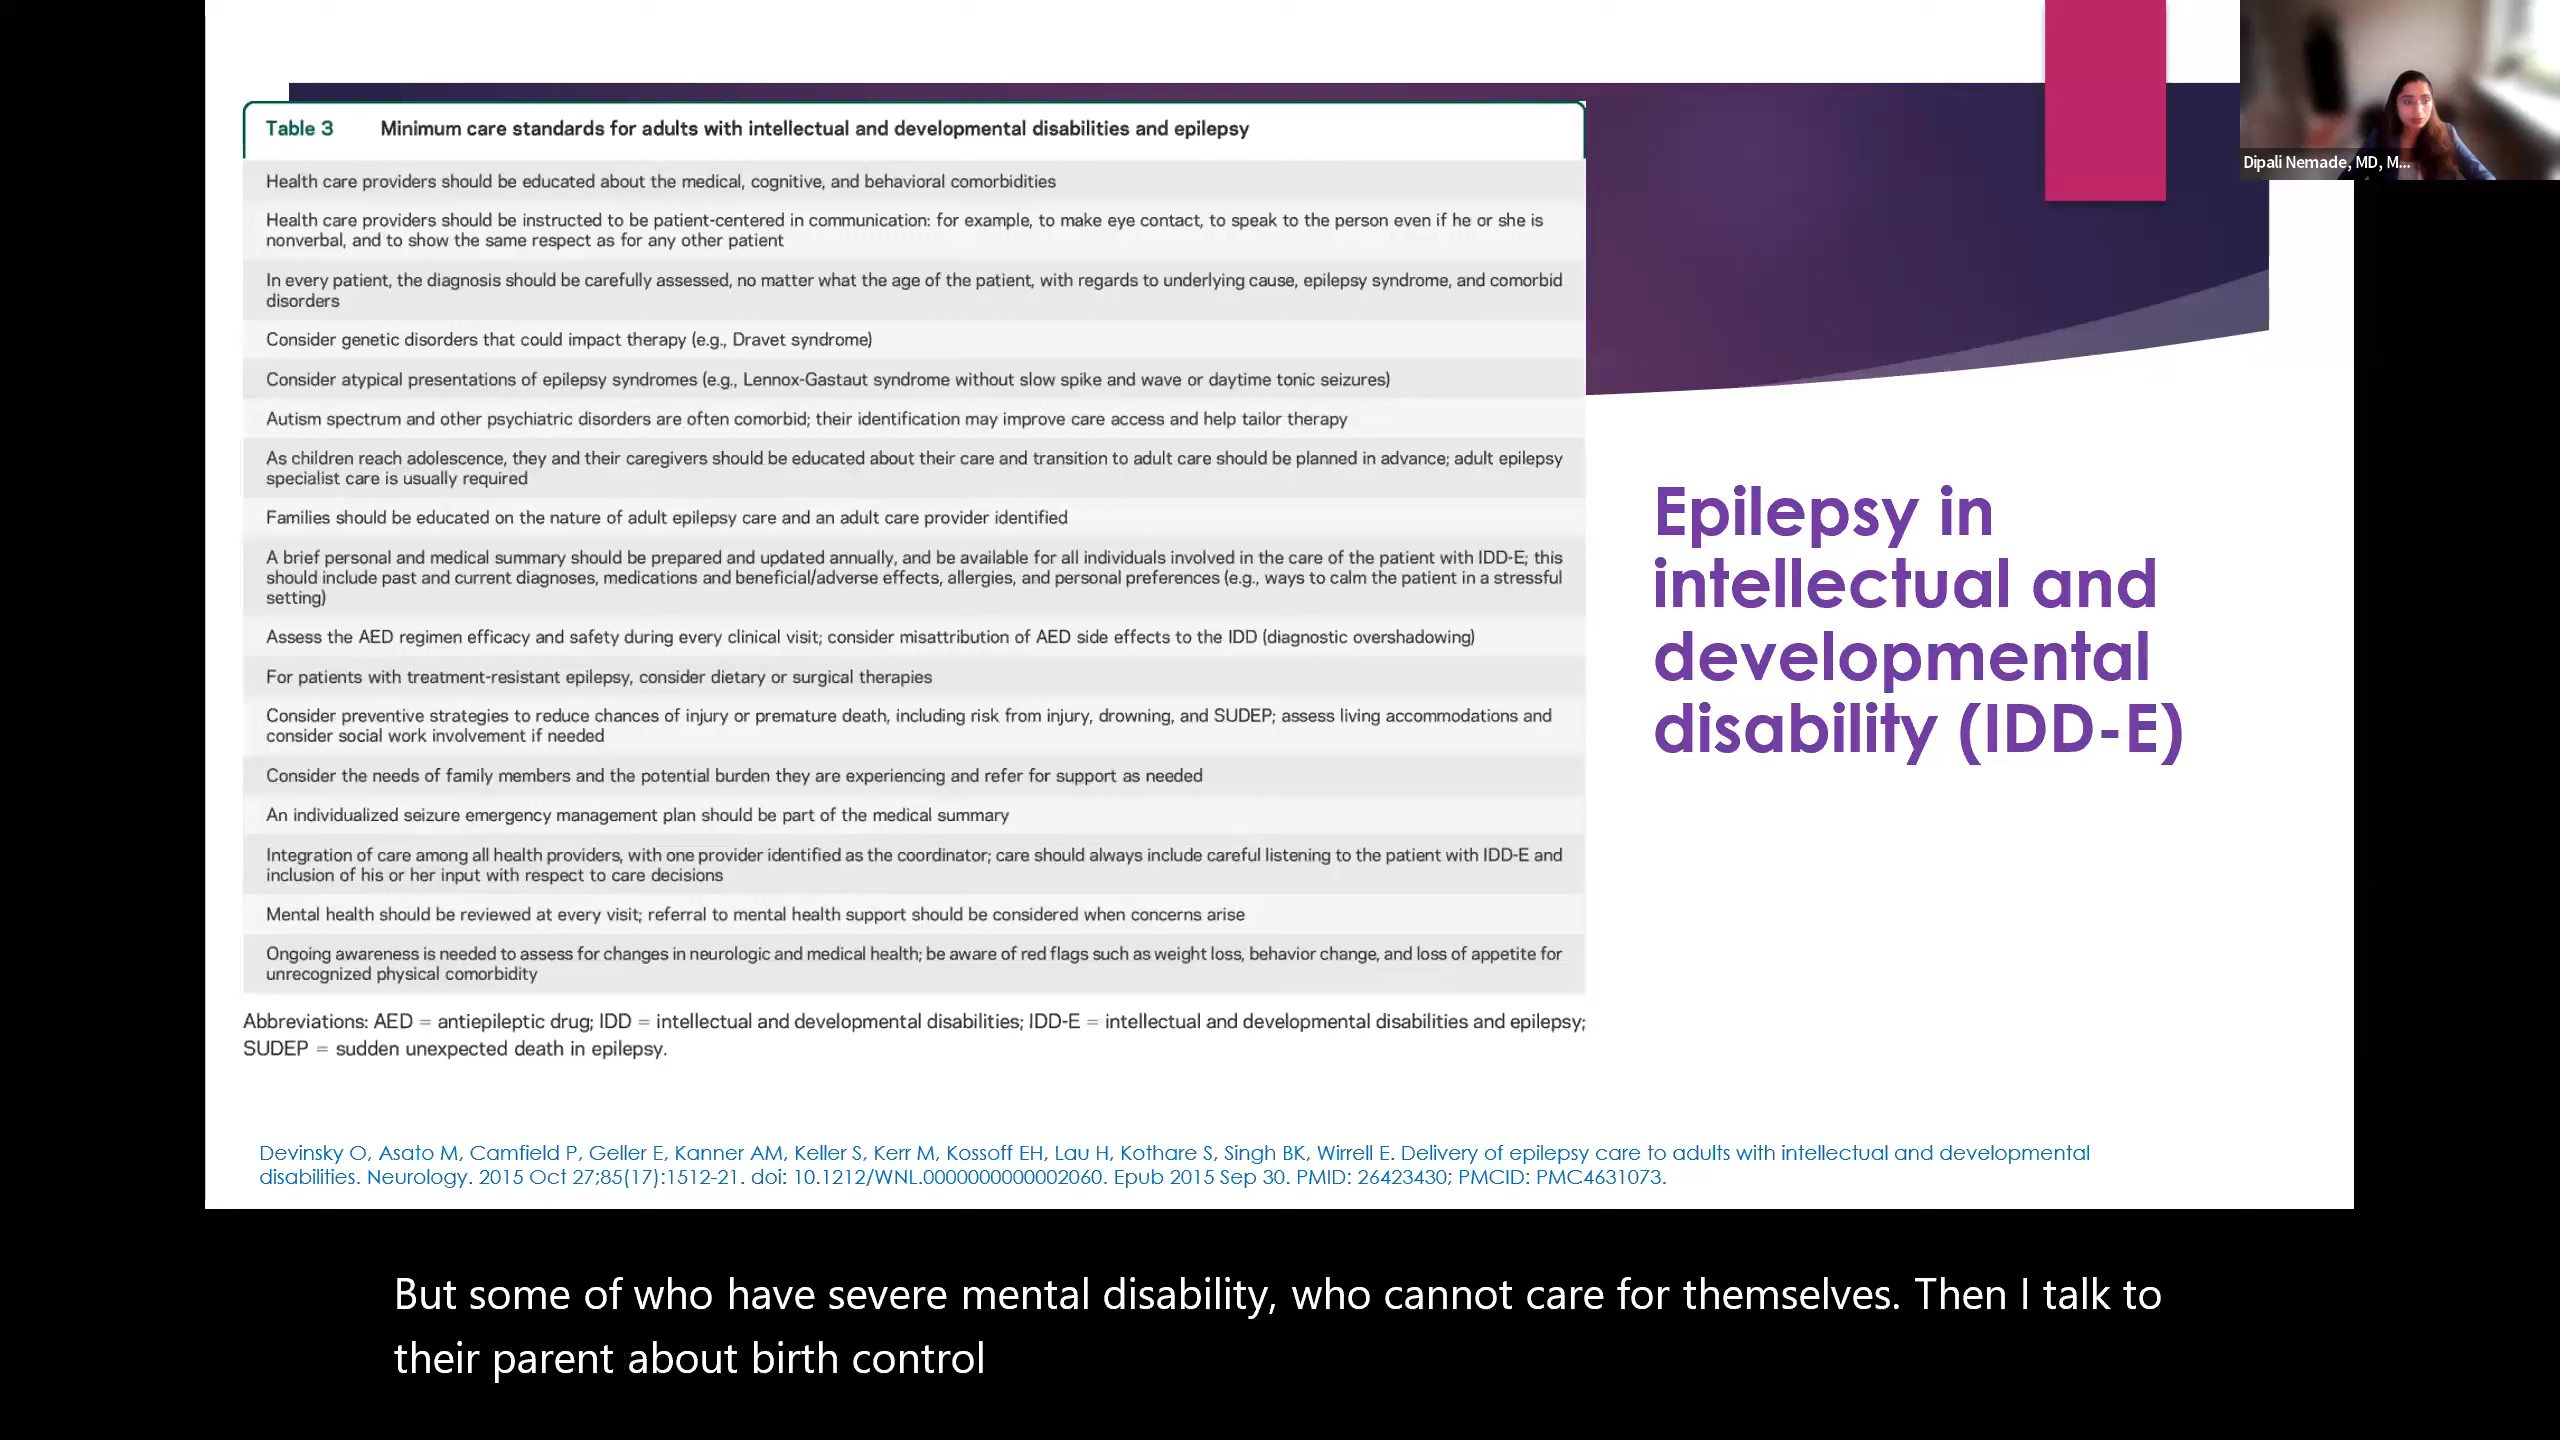 Table 3 Minimum care standards for adults with intellectual and developmental disabilities and epilepsy
Health care providers should be educated about the medical, cognitive, and behavioral comorbidities
Health care providers should be instructed to be patient-centered in communication: for example, to make eye contact, to speak to the person even if he or she is
nonverbal, and to show the same respect as for any other patient
In every patient, the diagnosis should be carefully assessed, no matter what the age of the patient, with regards to underlying cause, epilepsy syndrome, and comorbid
disorders
Consider genetic disorders that could impact therapy (e.g., Dravet syndrome)
Consider atypical presentations of epilepsy syndromes (e.g., Lennox-Gastaut syndrome without slow spike and wave or daytime tonic seizures)
Autism spectrum and other psychiatric disorders are often comorbid; their identification may improve care access and help tailor therapy
As children reach adolescence, they and their caregivers should be educated about their care and transition to adult care should be planned in advance; adult epilepsy
specialist care is usually required
Families should be educated on the nature of adult epilepsy care and an adult care provider identified
A brief personal and medical summary should be prepared and updated annually, and be available for all individuals involved in the care of the patient with IDD-E; this
should include past and current diagnoses, medications and beneficial/adverse effects, allergies, and personal preferences (e.g., ways to calm the patient in a stressful
setting)
Assess the AED regimen efficacy and safety during every clinical visit; consider misattribution of AED side effects to the IDD (diagnostic overshadowing)
For patients with treatment-resistant epilepsy, consider dietary or surgical therapies
Consider preventive strategies to reduce chances of injury or premature death, including risk from injury, drowning, and SUDEP; assess living accommodations and
consider social work involvement if needed
Consider the needs of family members and the potential burden they are experiencing and refer for support as needed
An individualized seizure emergency management plan should be part of the medical summary
Integration of care among all health providers, with one provider identified as the coordinator; care should always include careful listening to the patient with IDD-E and
inclusion of his or her input with respect to care decisions
Mental health should be reviewed at every visit; referral to mental health support should be considered when concerns arise
Ongoing awareness is needed to assess for changes in neurologic and medical health; be aware of red flags such as weight loss, behavior change, and loss of appetite for
unrecognized physical comorbidity
Abbreviations: AED = antiepileptic drug; IDD = intellectual and developmental disabilities; IDD-E = intellectual and developmental disabilities and epilepsy;
SUDEP = sudden unexpected death in epilepsy.
Epilepsy in
intellectual and
developmental
disability (IDD-E)
Dipali Nemade, MD, M...
Devinsky O, Asato M, Camfield P, Geller E, Kanner AM, Keller S, Kerr M, Kossoff EH, Lau H, Kothare S, Singh BK, Wirrell E. Delivery of epilepsy care to adults with intellectual and developmental
disabilities. Neurology. 2015 Oct 27;85(17):1512-21. doi: 10.1212/WNL.0000000000002060. Epub 2015 Sep 30. PMID: 26423430; PMCID: PMC4631073.
But some of who have severe mental disability, who cannot care for themselves. Then I talk to
their parent about birth control